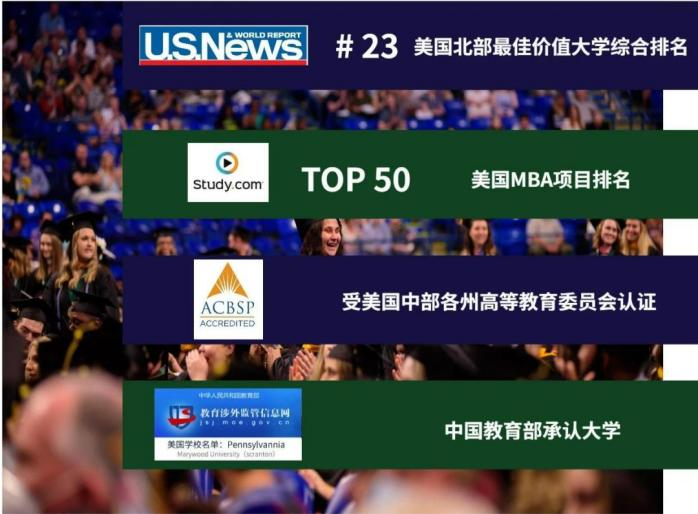 U.S.News
& WORLD REPORT
# 23 美国北部最佳价值大学综合排名
Study.com
TOP 50 美国MBA项目排名
ACBSP
ACCREDITED
受美国中部各州高等教育委员会认证
中华人民共和国教育部
教育涉外监管信息网
jsj.moe.gov.cn
美国学校名单：Pennsylvannia
Marywood University（scranton）
中国教育部承认大学